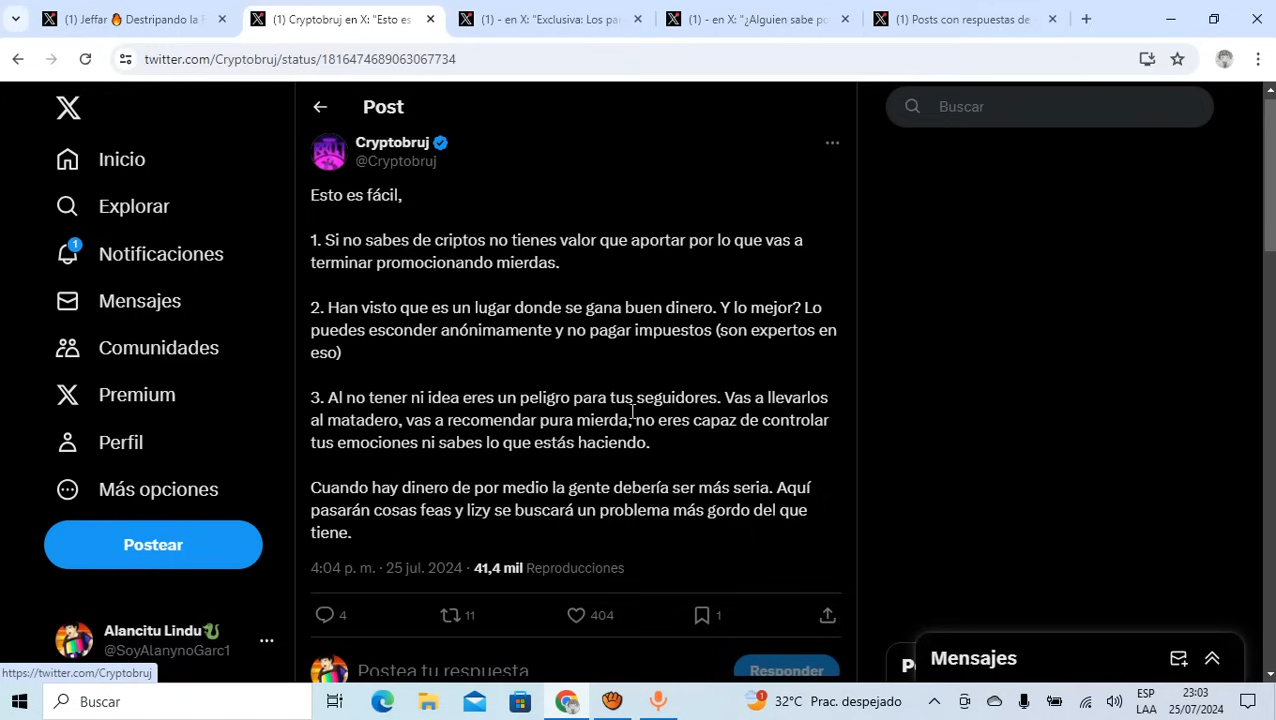 (1) Jeffar 🔥 Destripando la F
(1) Cryptobruj en X: "Esto es
(1) - en X: "Exclusiva: Los pai
(1) - en X: "¿Alguien sabe po
(1) Posts con respuestas de -
twitter.com/Cryptobruj/status/1816474689063067734
Post
Buscar
Inicio
Explorar
1
Notificaciones
Mensajes
Comunidades
Premium
Perfil
Más opciones
Postear
Alancitu Lindu🐍
@SoyAlanynoGarc1
https://twitter.com/Cryptobruj
BRUJ
Cryptobruj
@Cryptobruj
Esto es fácil,
1. Si no sabes de criptos no tienes valor que aportar por lo que vas a
terminar promocionando mierdas.
2. Han visto que es un lugar donde se gana buen dinero. Y lo mejor? Lo
puedes esconder anónimamente y no pagar impuestos (son expertos en
eso)
3. Al no tener ni idea eres un peligro para tus seguidores. Vas a llevarlos
al matadero, vas a recomendar pura mierda, no eres capaz de controlar
tus emociones ni sabes lo que estás haciendo.
Cuando hay dinero de por medio la gente debería ser más seria. Aquí
pasarán cosas feas y lizy se buscará un problema más gordo del que
tiene.
4:04 p. m. · 25 jul. 2024 · 41,4 mil Reproducciones
4
11
404
1
Postea tu respuesta
Responder
Mensajes
Buscar
32°C Prac. despejado
ESP
LAA
23:03
25/07/2024